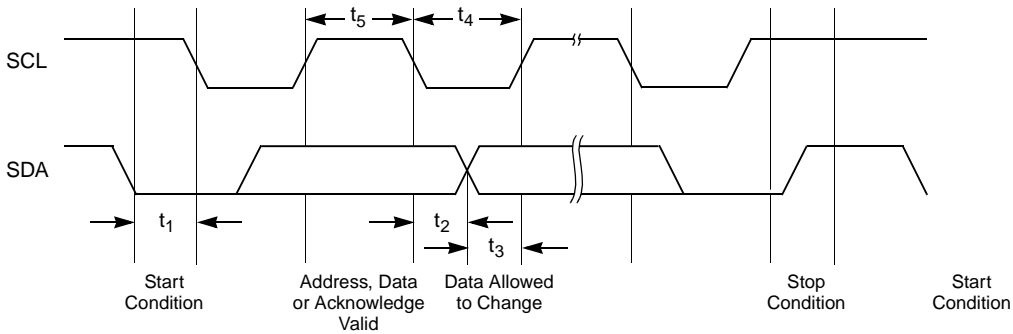 t5
t4
SCL
SDA
t1
t2
t3
Start
Condition
Address, Data
or Acknowledge
Valid
Data Allowed
to Change
Stop
Condition
Start
Condition